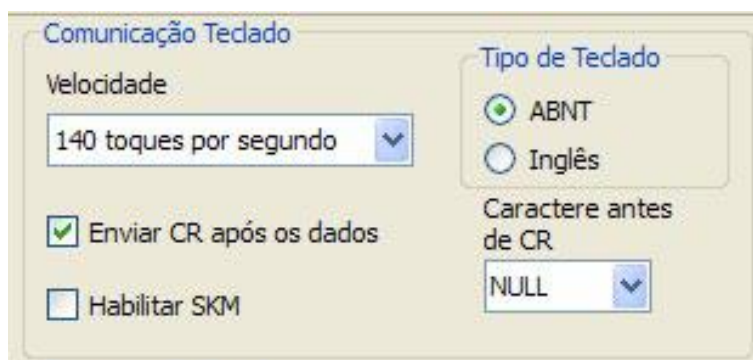 Comunicação Teclado
Velocidade
140 toques por segundo
Enviar CR após os dados
Habilitar SKM
Tipo de Teclado
ABNT
Inglês
Caractere antes
de CR
NULL